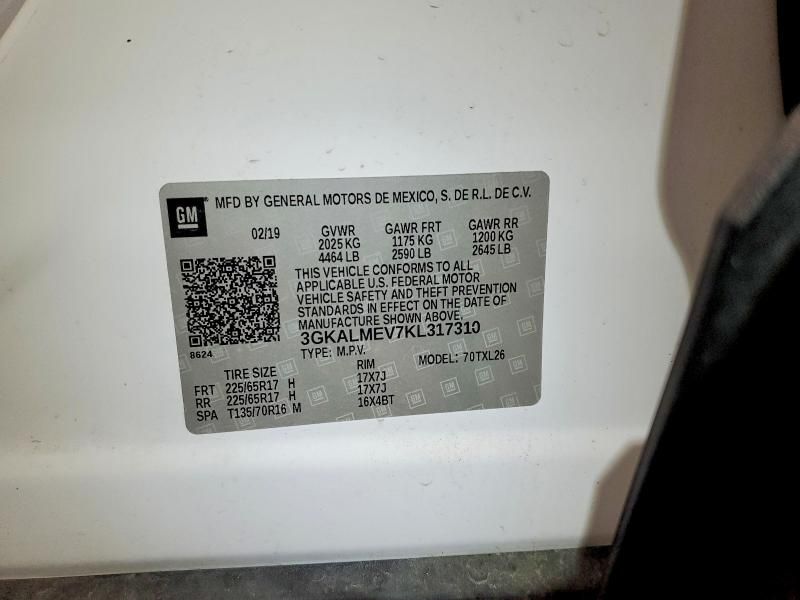 GM MFD BY GENERAL MOTORS DE MEXICO, S. DE R.L. DE C.V.
02/19 GVWR GAWR FRT GAWR RR
2025 KG 1175 KG 1200 KG
4464 LB 2590 LB 2645 LB
THIS VEHICLE CONFORMS TO ALL
APPLICABLE U.S. FEDERAL MOTOR
VEHICLE SAFETY AND THEFT PREVENTION
STANDARDS IN EFFECT ON THE DATE OF
MANUFACTURE SHOWN ABOVE.
3GKALMEV7KL317310
8624 TYPE: M.P.V. MODEL: 70TXL26
TIRE SIZE RIM
FRT 225/65R17 H 17X7J
RR 225/65R17 H 17X7J
SPA T135/70R16 M 16X4BT